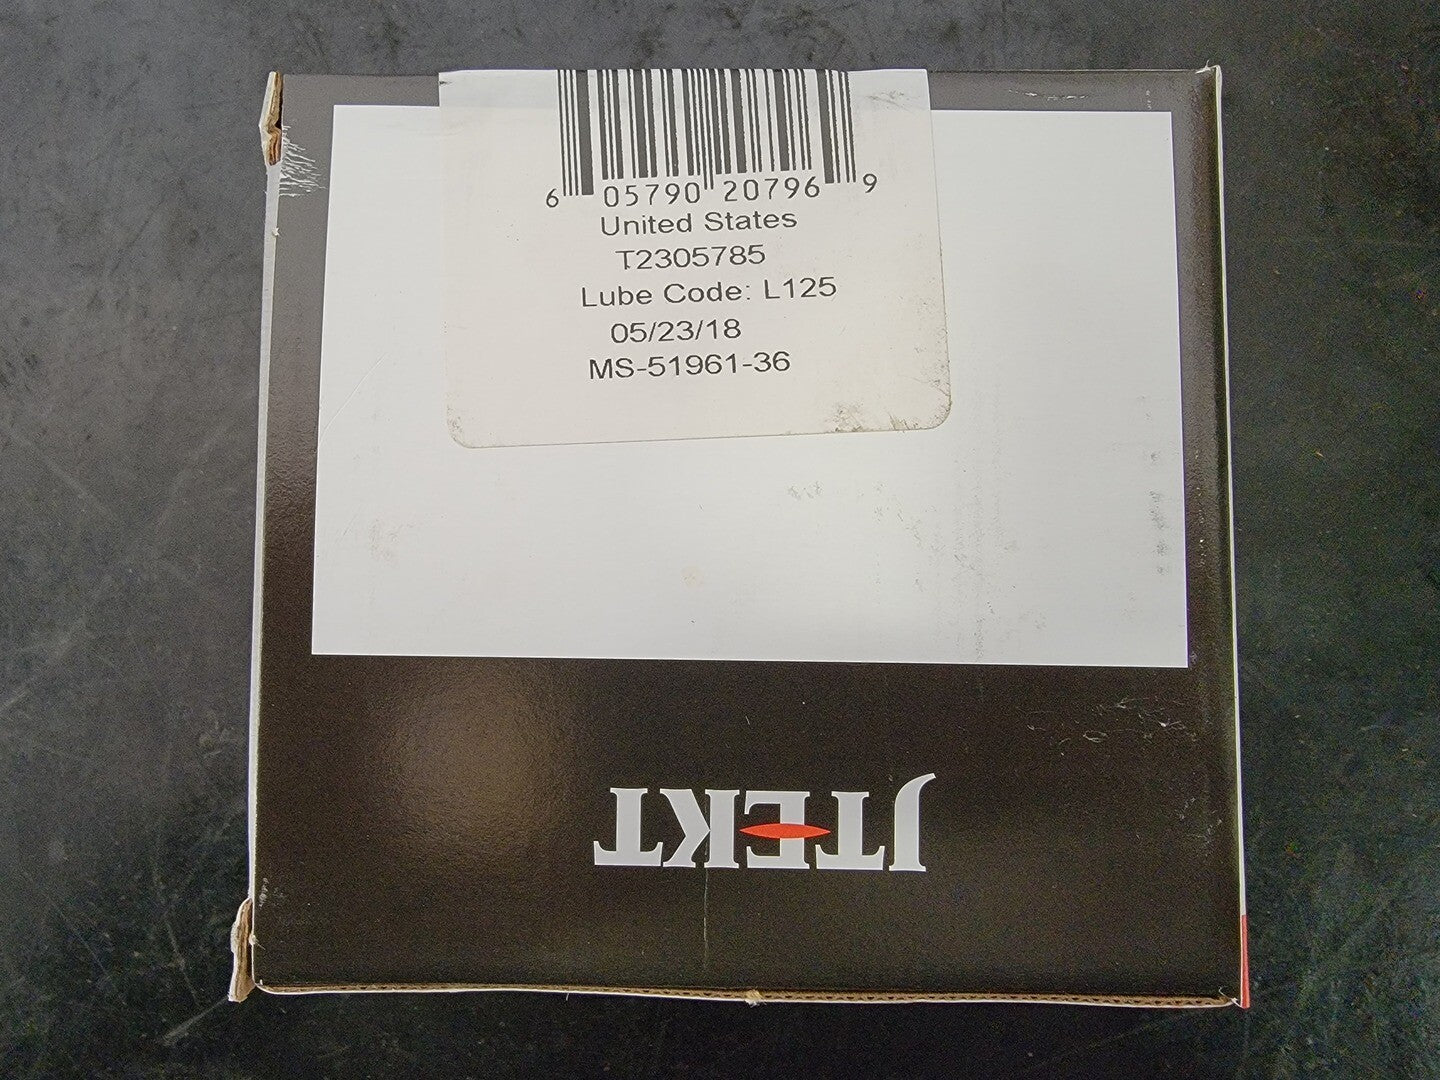 6 05790 20796 9
United States
T2305785
Lube Code: L125
05/23/18
MS-51961-36
JTEKT